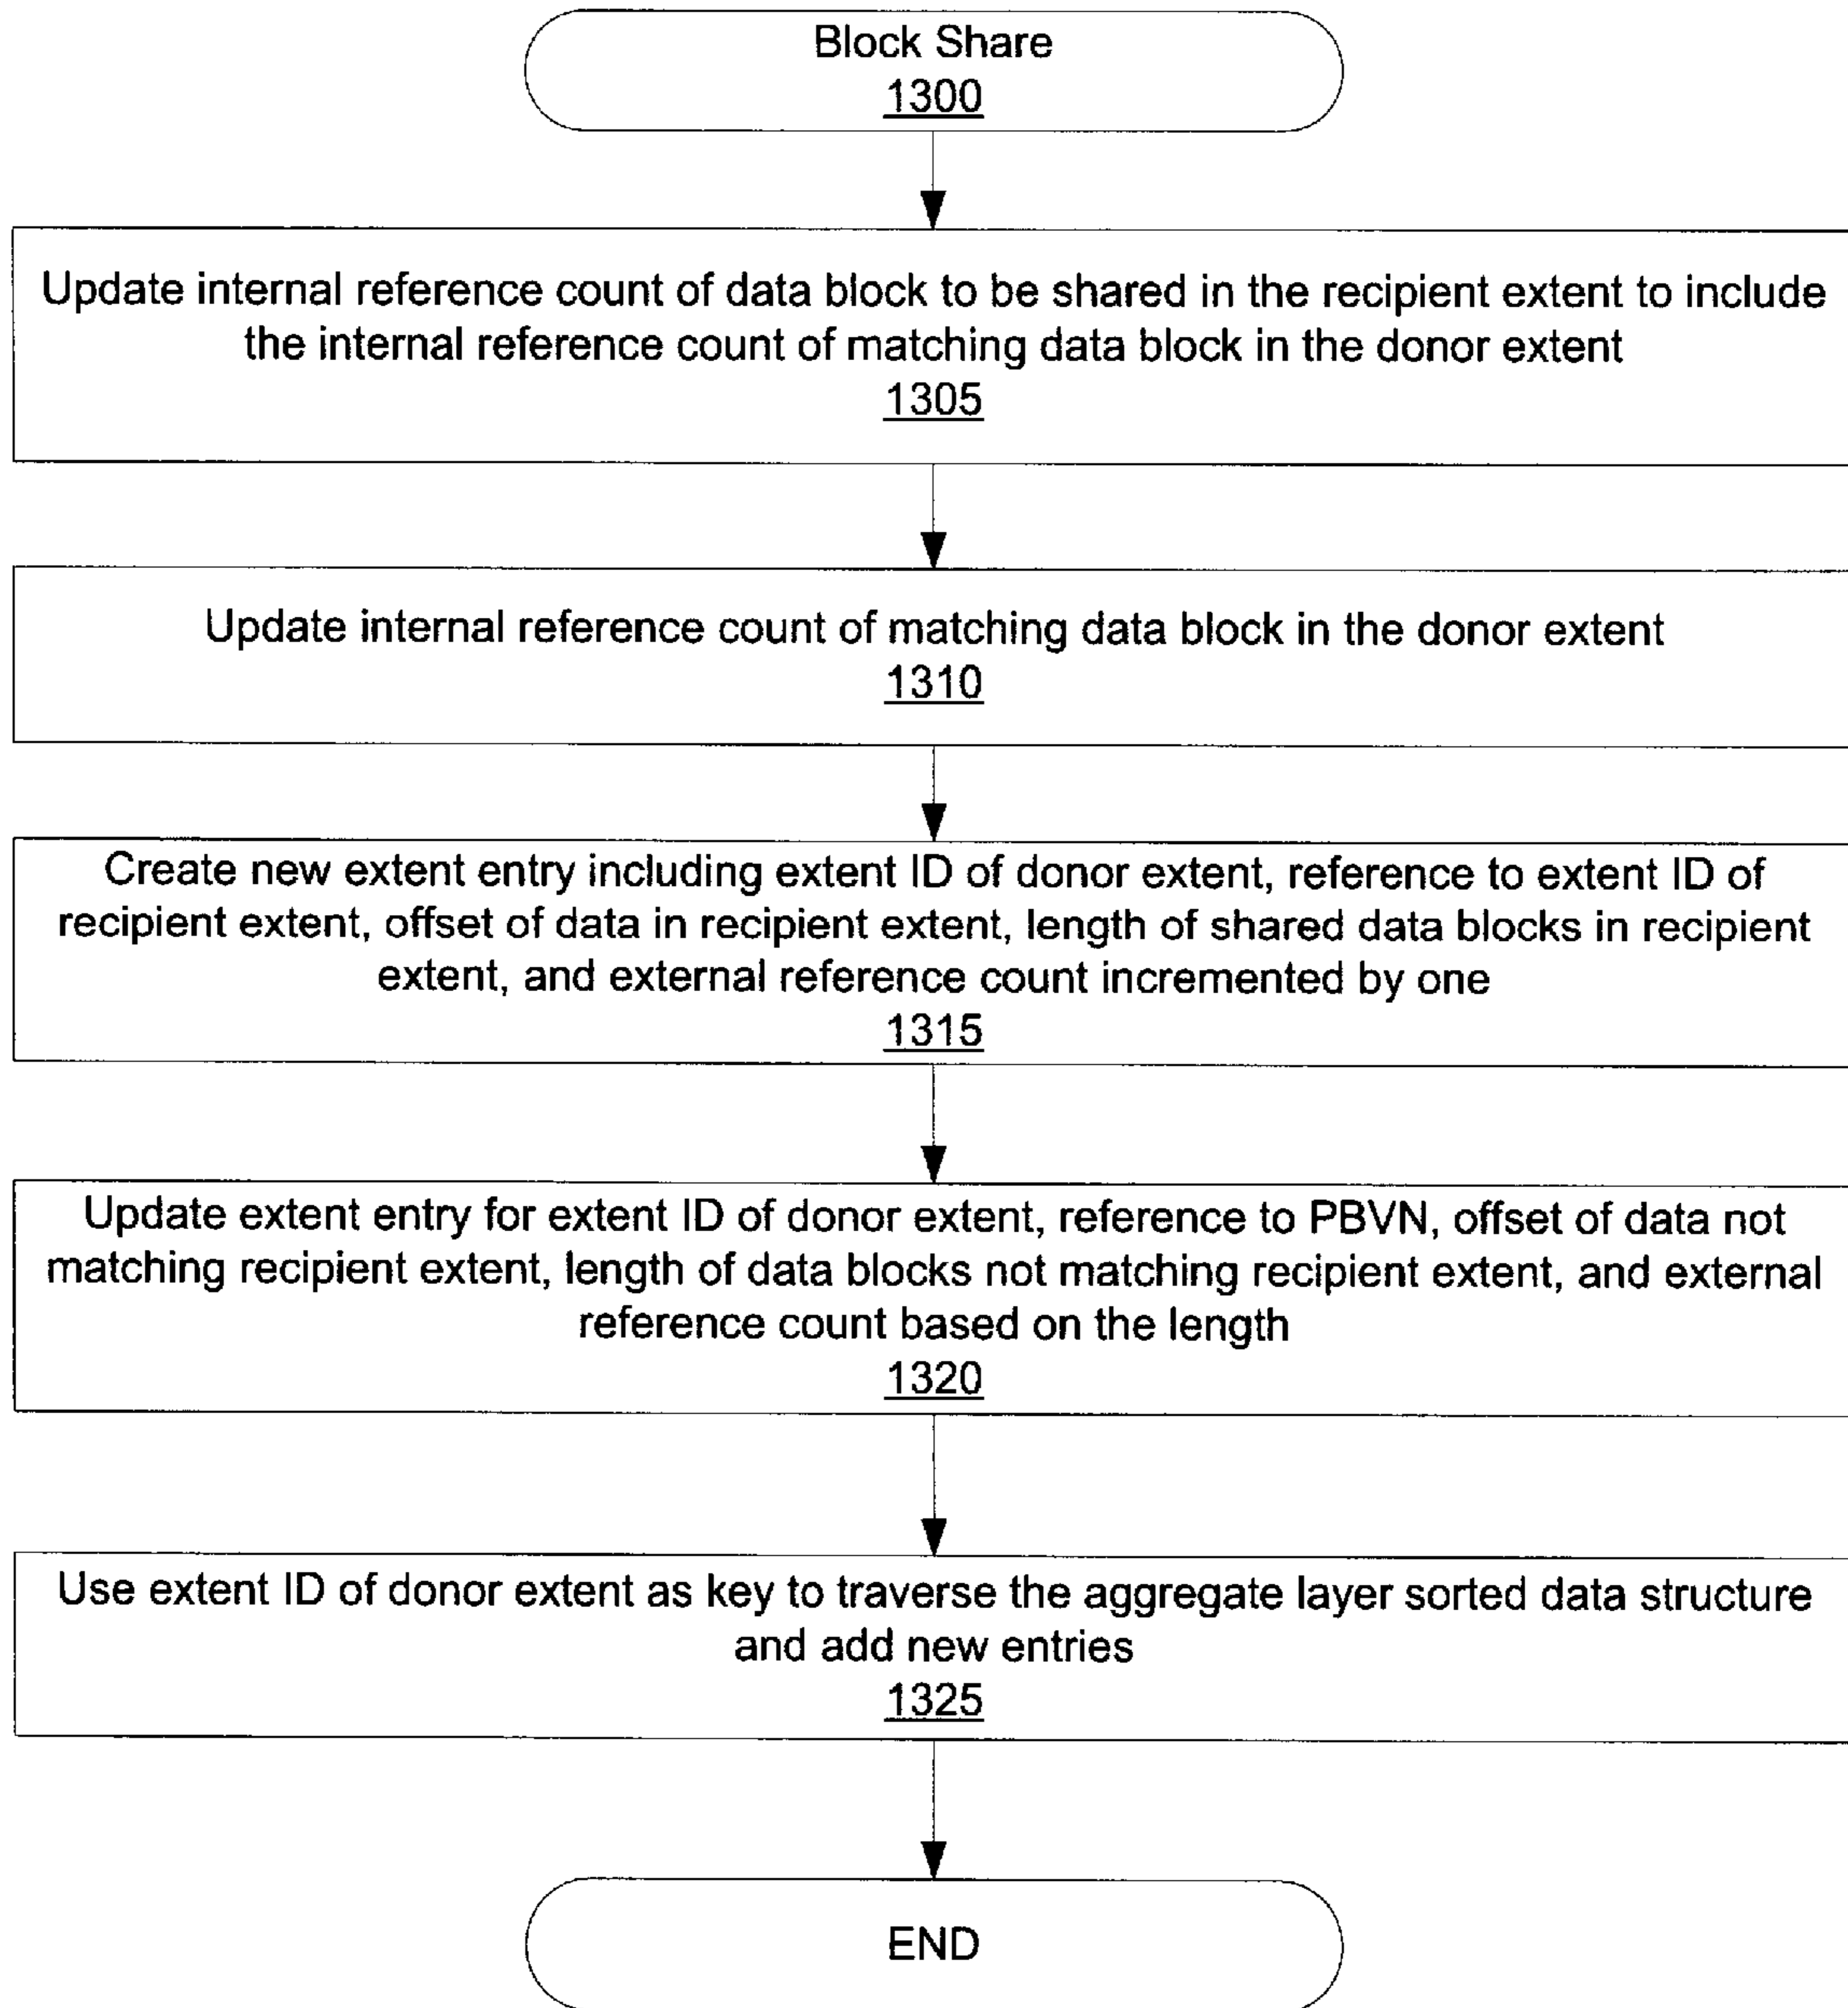 Block Share
1300
Update internal reference count of data block to be shared in the recipient extent to include
the internal reference count of matching data block in the donor extent
1305
Update internal reference count of matching data block in the donor extent
1310
Create new extent entry including extent ID of donor extent, reference to extent ID of
recipient extent, offset of data in recipient extent, length of shared data blocks in recipient
extent, and external reference count incremented by one
1315
Update extent entry for extent ID of donor extent, reference to PBVN, offset of data not
matching recipient extent, length of data blocks not matching recipient extent, and external
reference count based on the length
1320
Use extent ID of donor extent as key to traverse the aggregate layer sorted data structure
and add new entries
1325
END